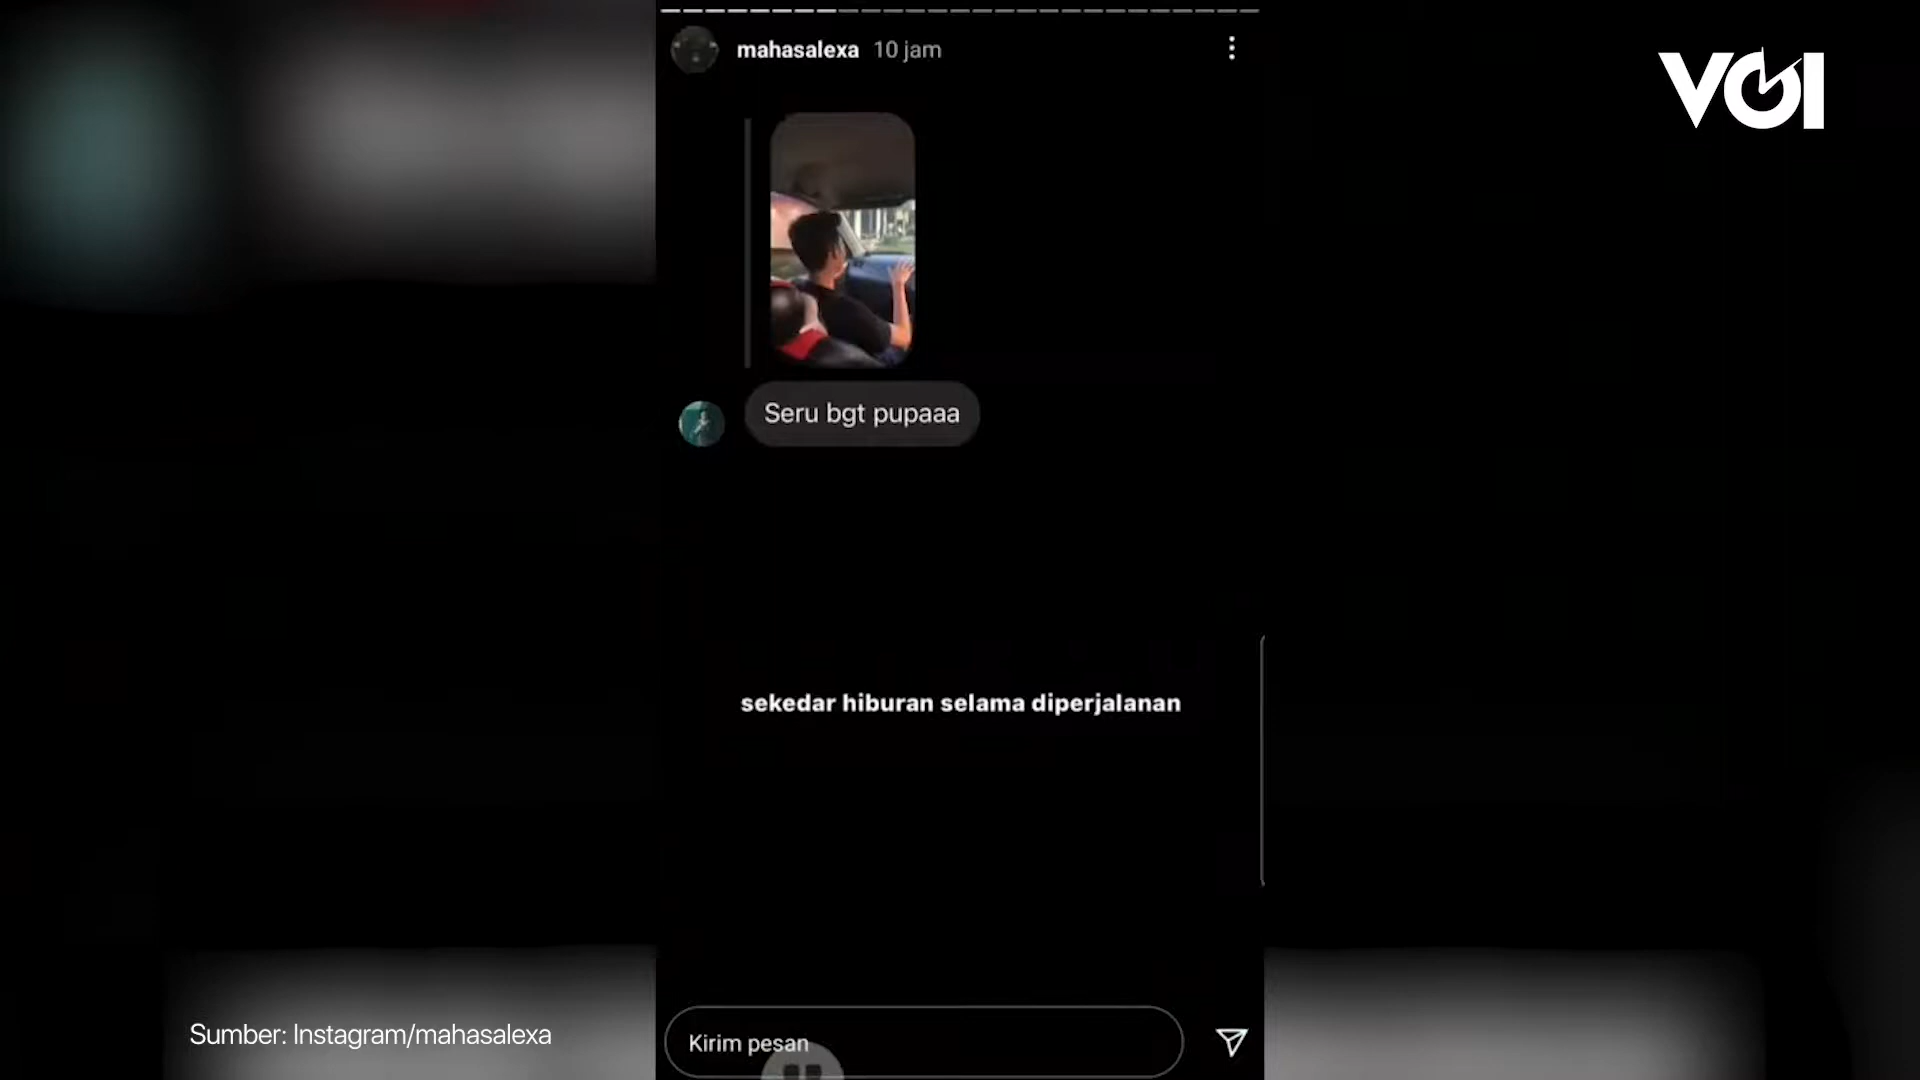 mahasalexa 10 jam
VOI
Seru bgt pupaaa
sekedar hiburan selama diperjalanan
Kirim pesan
Sumber: Instagram/mahasalexa